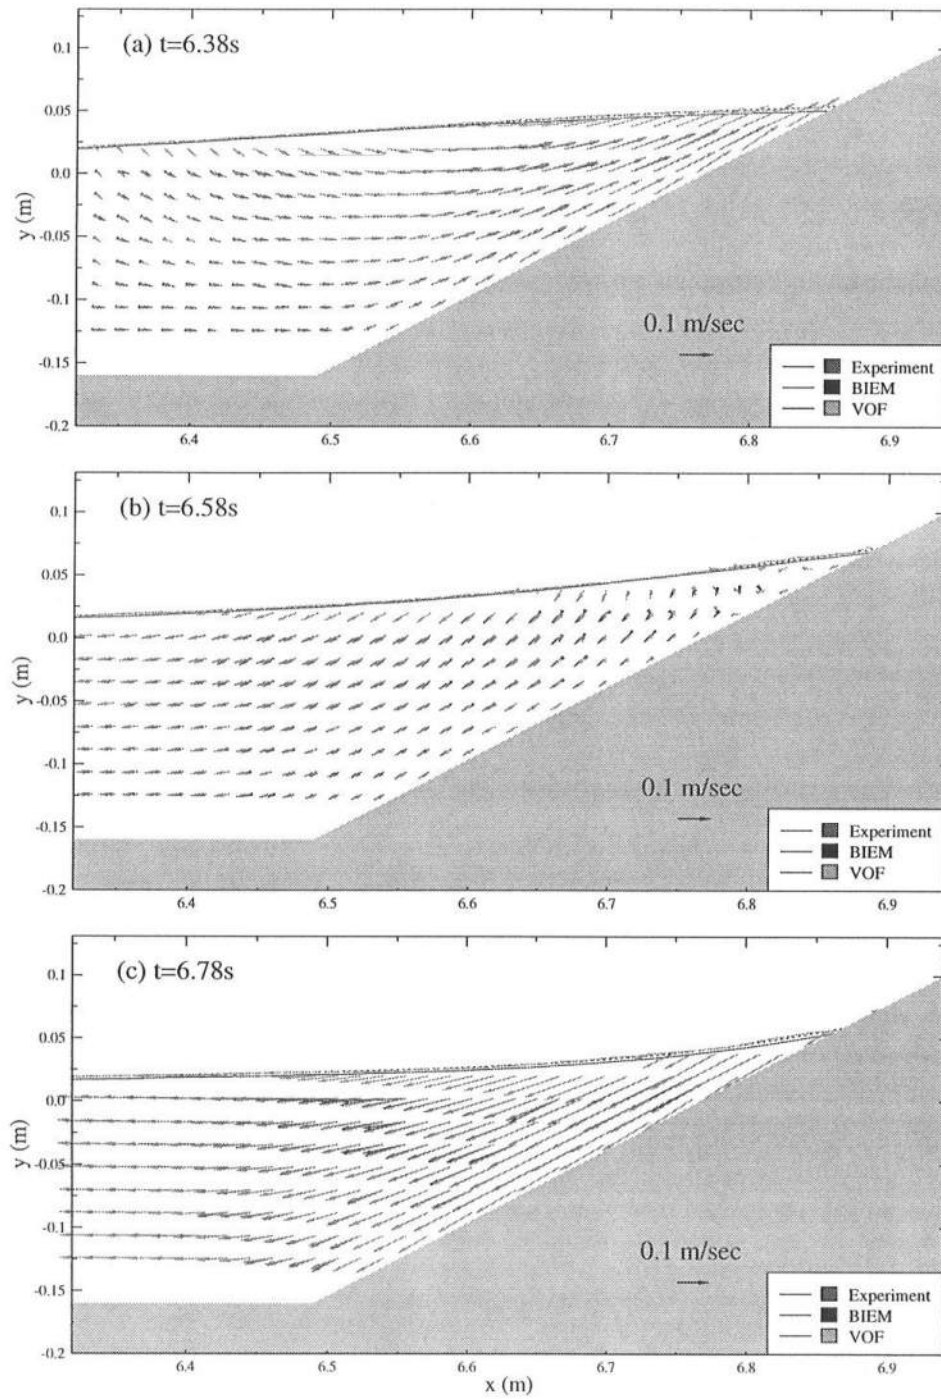 (a) t=6.38s
0.1
0.05
0.0
-0.05
-0.1
-0.15
-0.2
y (m)
0.1 m/sec
Experiment
BIEM
VOF
6.4 6.5 6.6 6.7 6.8 6.9
(b) t=6.58s
0.1
0.05
0.0
-0.05
-0.1
-0.15
-0.2
y (m)
0.1 m/sec
Experiment
BIEM
VOF
6.4 6.5 6.6 6.7 6.8 6.9
(c) t=6.78s
0.1
0.05
0.0
-0.05
-0.1
-0.15
-0.2
y (m)
0.1 m/sec
Experiment
BIEM
VOF
6.4 6.5 6.6 6.7 6.8 6.9
x (m)